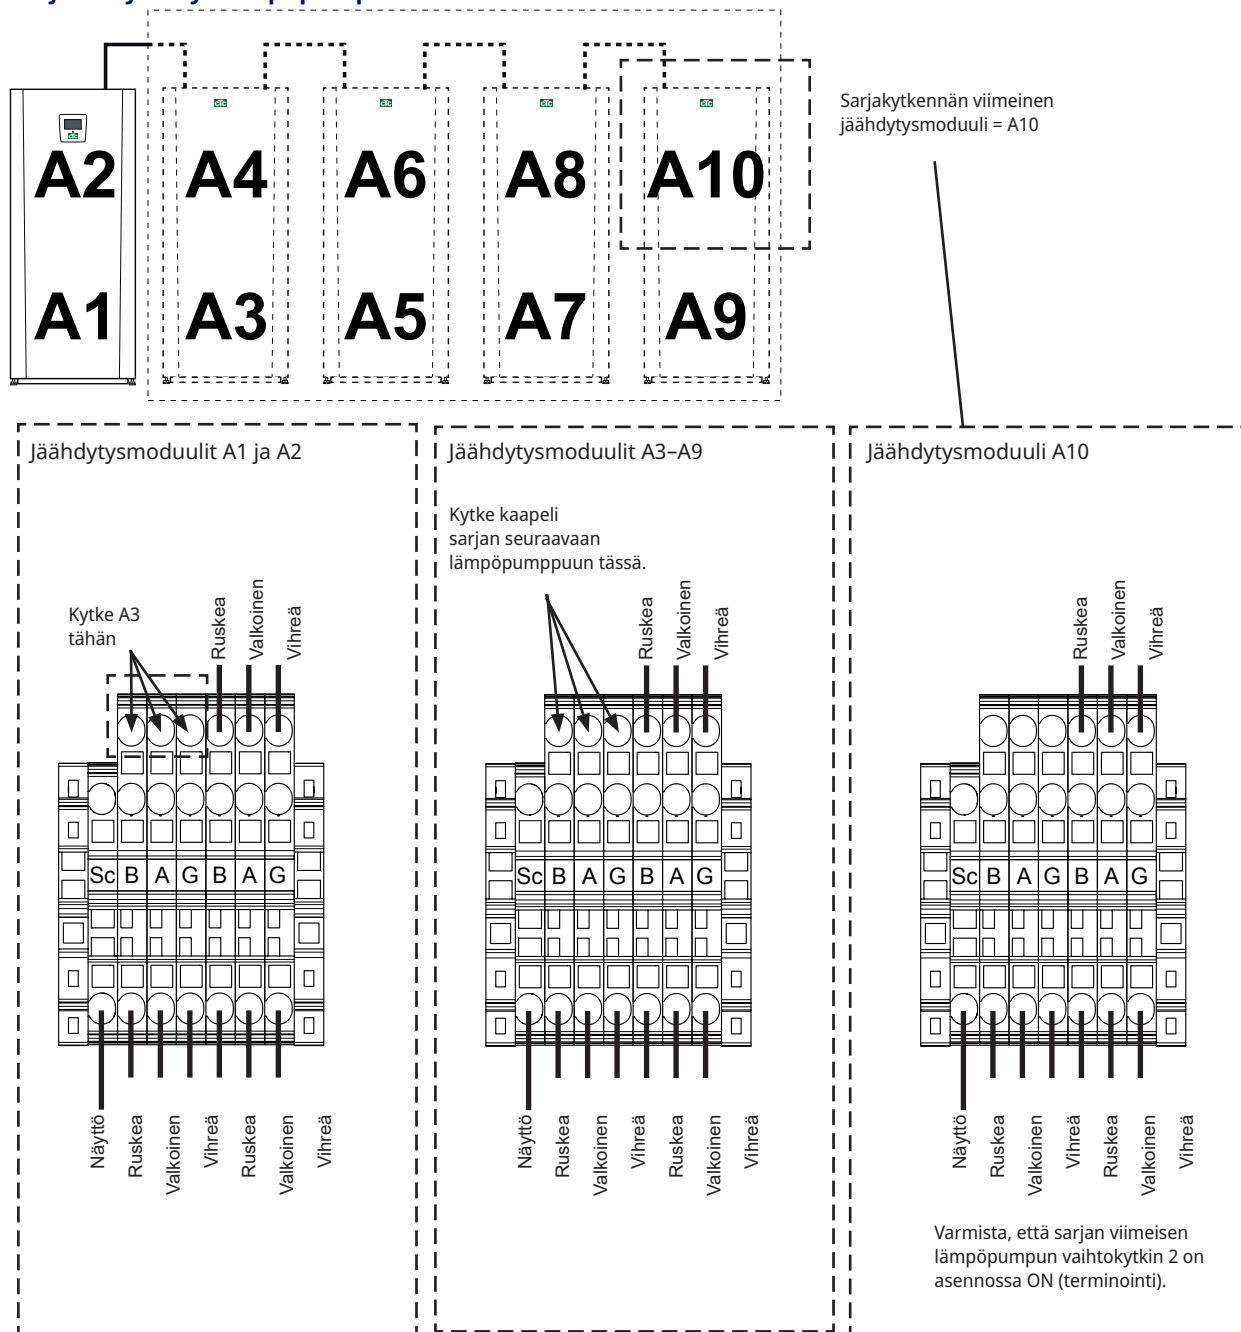 A2
A4
A6
A8
A10
A1
A3
A5
A7
A9
Sarjakytkennän viimeinen
jäähdytysmoduuli = A10
Jäähdytysmoduulit A1 ja A2
Kytke A3
tähän
Ruskea
Valkoinen
Vihreä
Sc B A G B A G
Näyttö
Ruskea
Valkoinen
Vihreä
Ruskea
Valkoinen
Vihreä
Jäähdytysmoduulit A3–A9
Kytke kaapeli
sarjan seuraavaan
lämpöpumppuun tässä.
Ruskea
Valkoinen
Vihreä
Sc B A G B A G
Näyttö
Ruskea
Valkoinen
Vihreä
Ruskea
Valkoinen
Vihreä
Jäähdytysmoduuli A10
Ruskea
Valkoinen
Vihreä
Sc B A G B A G
Näyttö
Ruskea
Valkoinen
Vihreä
Ruskea
Valkoinen
Vihreä
Varmista, että sarjan viimeisen
lämpöpumpun vaihtokytkin 2 on
asennossa ON (terminointi).